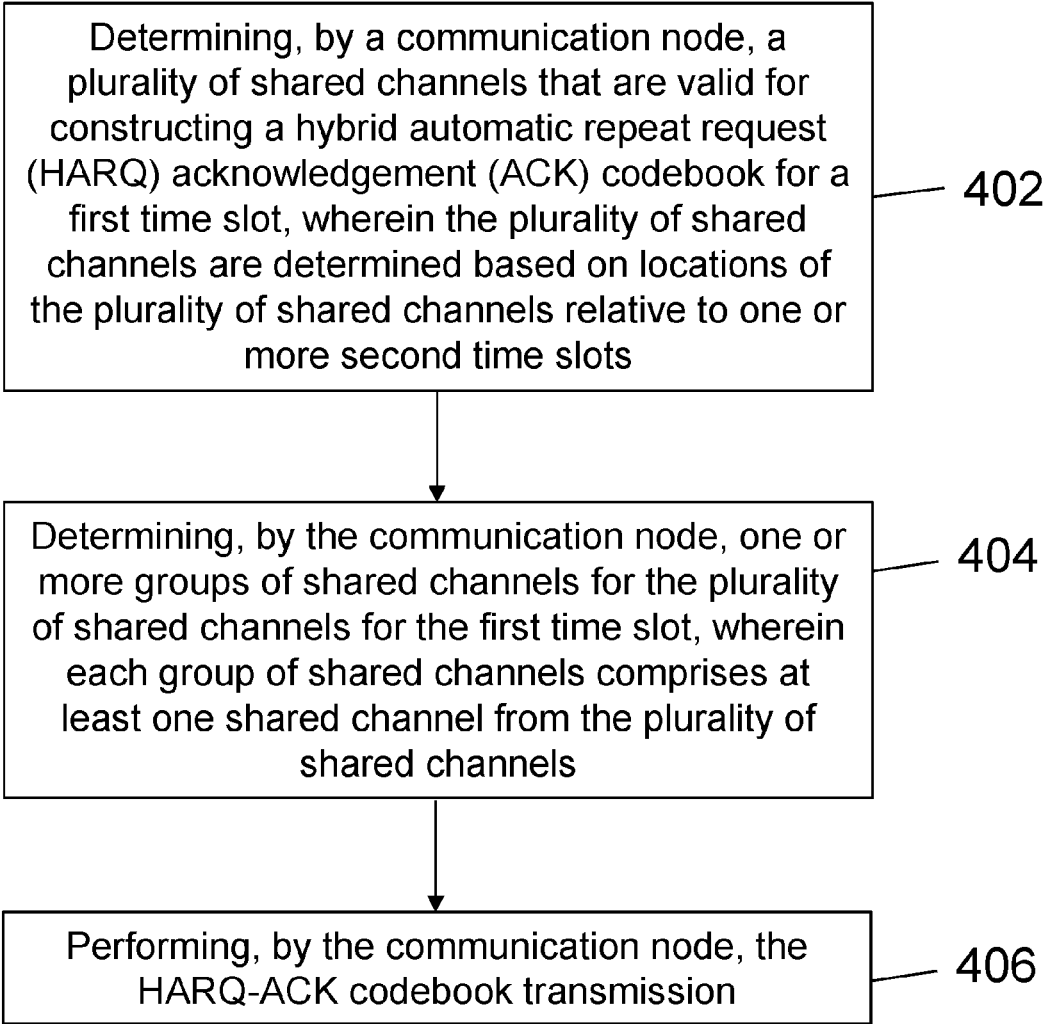 Determining, by a communication node, a
plurality of shared channels that are valid for
constructing a hybrid automatic repeat request
(HARQ) acknowledgement (ACK) codebook for a
first time slot, wherein the plurality of shared
channels are determined based on locations of
the plurality of shared channels relative to one or
more second time slots
402
Determining, by the communication node, one or
more groups of shared channels for the plurality
of shared channels for the first time slot, wherein
each group of shared channels comprises at
least one shared channel from the plurality of
shared channels
404
Performing, by the communication node, the
HARQ-ACK codebook transmission
406